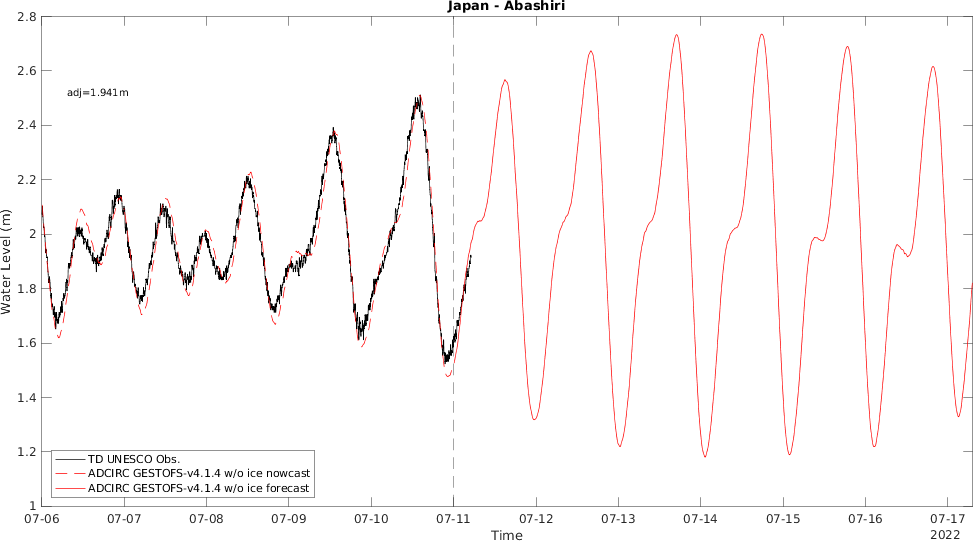 Japan - Abashiri
2.8
2.6
adj=1.941m
2.4
2.2
2
1.8
1.6
1.4
1.2
1
Water Level (m)
TD UNESCO Obs.
ADCIRC GESTOFS-v4.1.4 w/o ice nowcast
ADCIRC GESTOFS-v4.1.4 w/o ice forecast
07-06 07-07 07-08 07-09 07-10 07-11 07-12 07-13 07-14 07-15 07-16 07-17
Time
2022